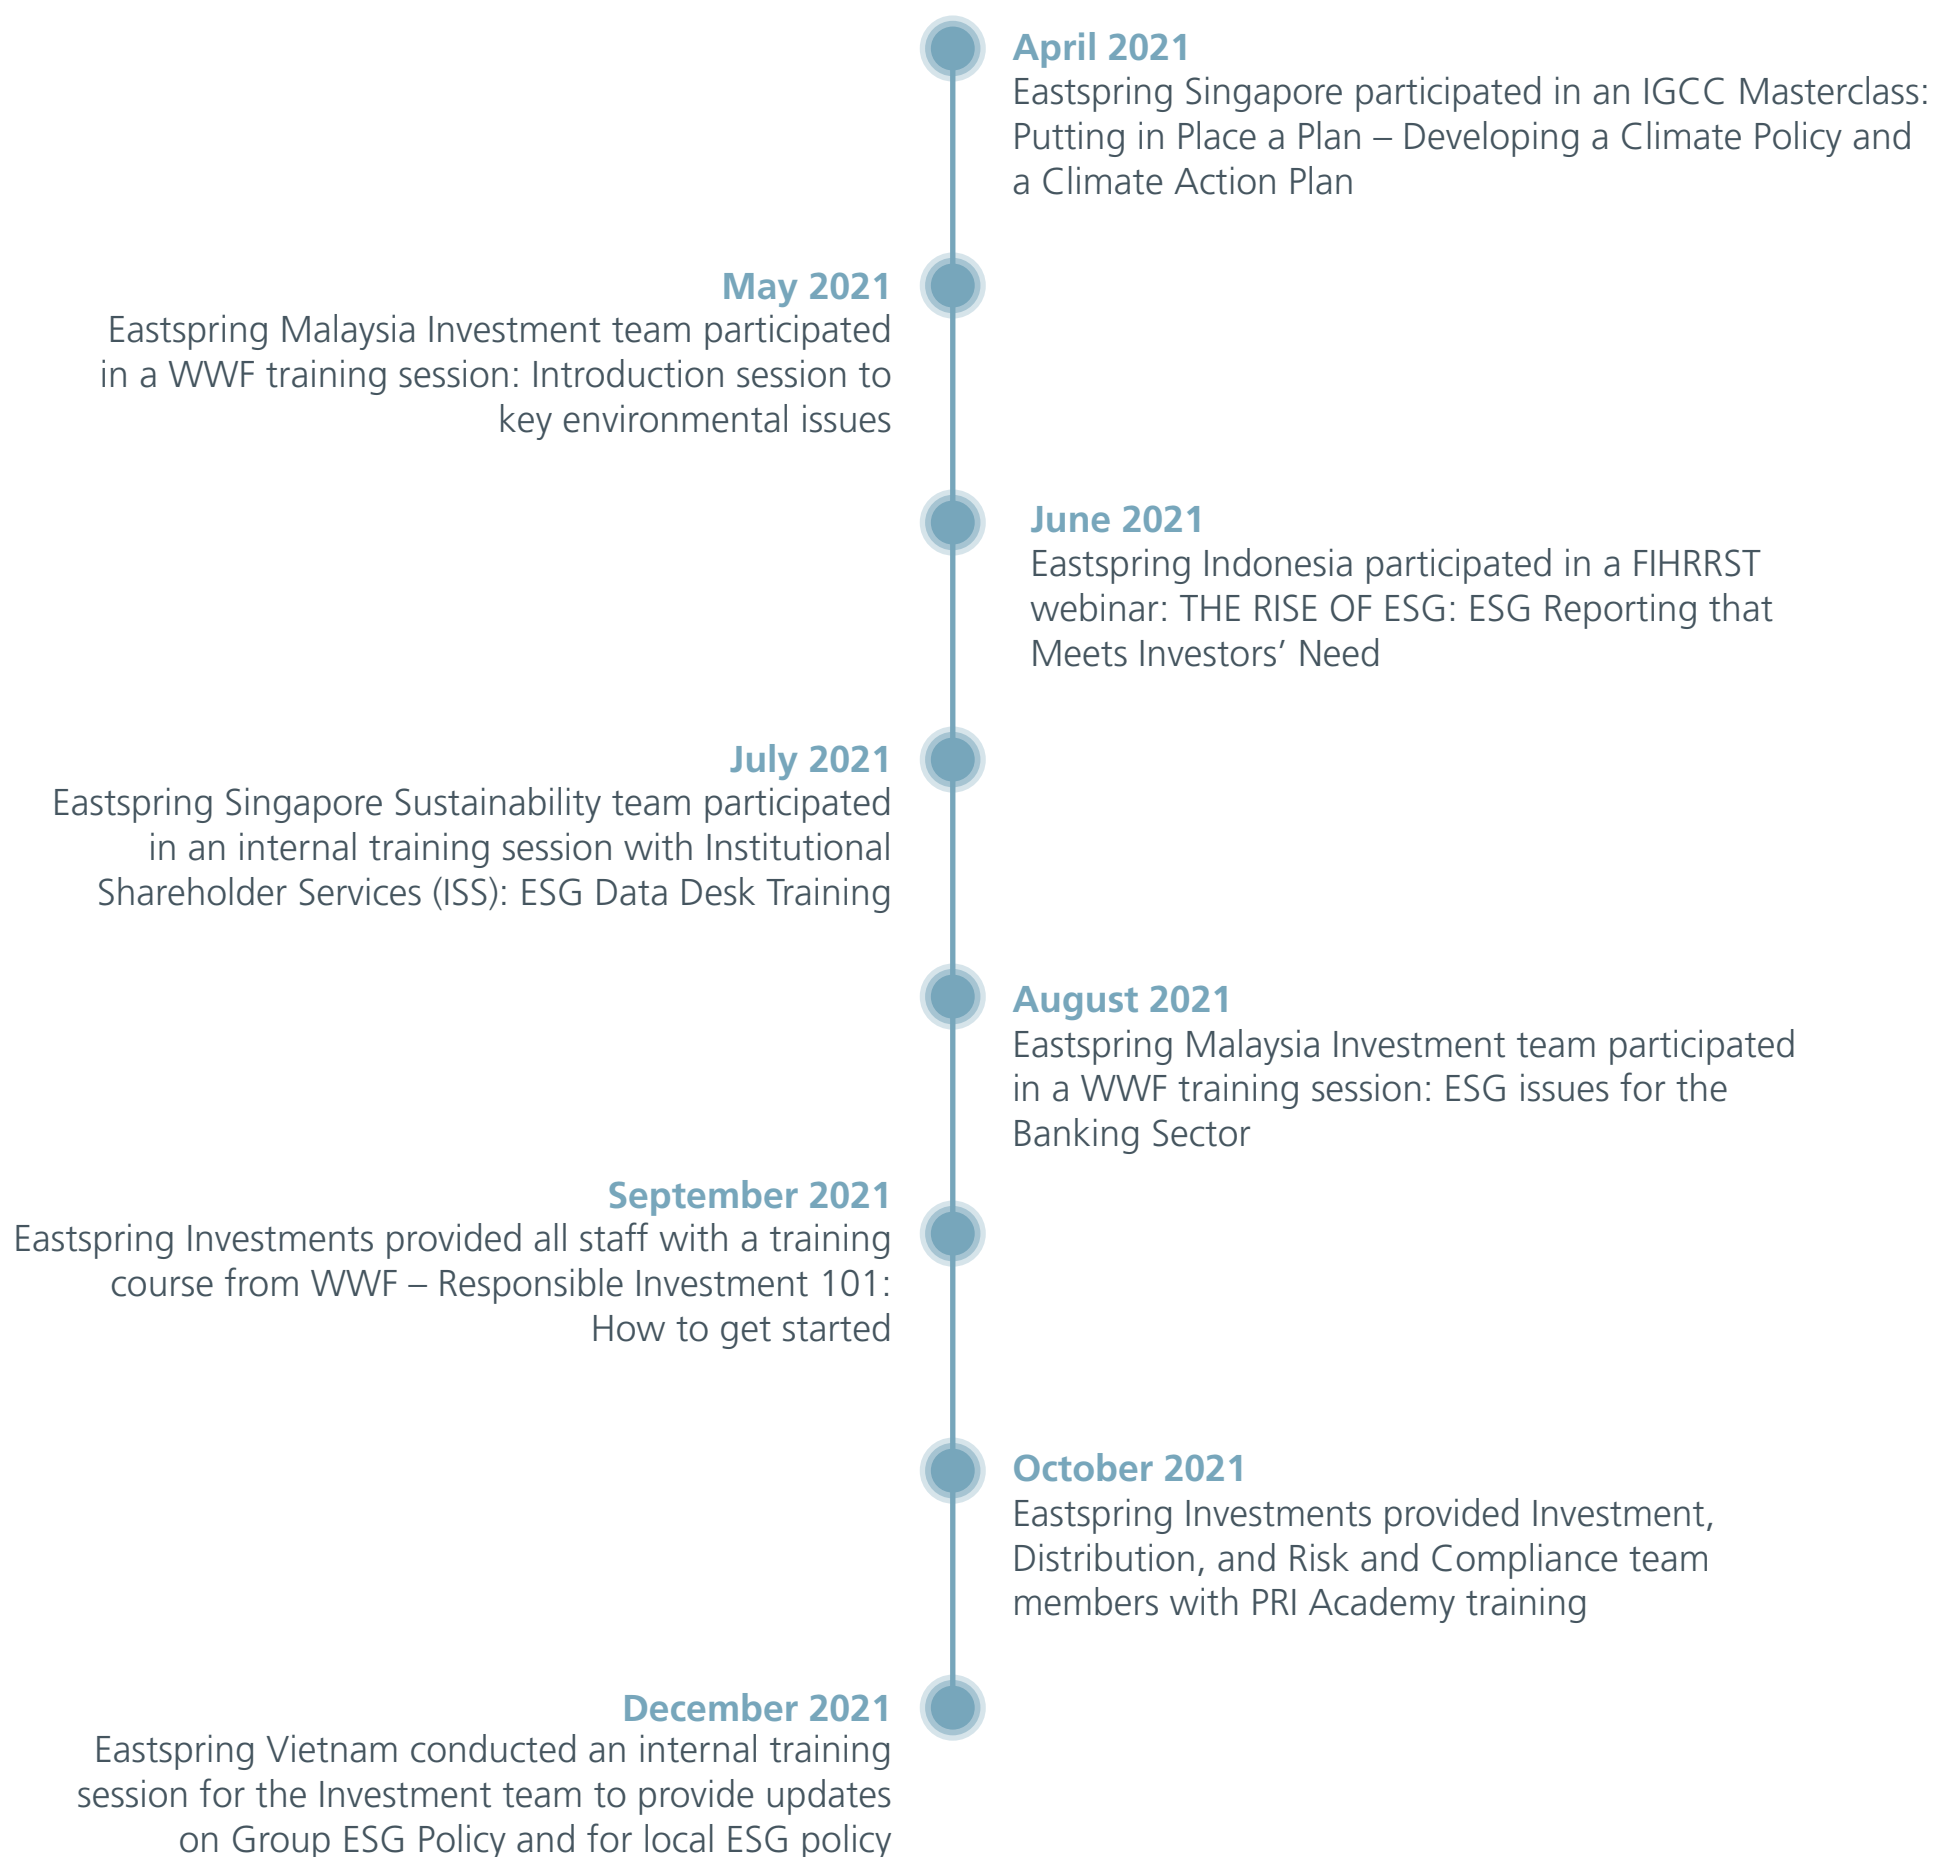 April 2021
Eastspring Singapore participated in an IGCC Masterclass:
Putting in Place a Plan – Developing a Climate Policy and
a Climate Action Plan
May 2021
Eastspring Malaysia Investment team participated
in a WWF training session: Introduction session to
key environmental issues
June 2021
Eastspring Indonesia participated in a FIHRRST
webinar: THE RISE OF ESG: ESG Reporting that
Meets Investors’ Need
July 2021
Eastspring Singapore Sustainability team participated
in an internal training session with Institutional
Shareholder Services (ISS): ESG Data Desk Training
August 2021
Eastspring Malaysia Investment team participated
in a WWF training session: ESG issues for the
Banking Sector
September 2021
Eastspring Investments provided all staff with a training
course from WWF – Responsible Investment 101:
How to get started
October 2021
Eastspring Investments provided Investment,
Distribution, and Risk and Compliance team
members with PRI Academy training
December 2021
Eastspring Vietnam conducted an internal training
session for the Investment team to provide updates
on Group ESG Policy and for local ESG policy